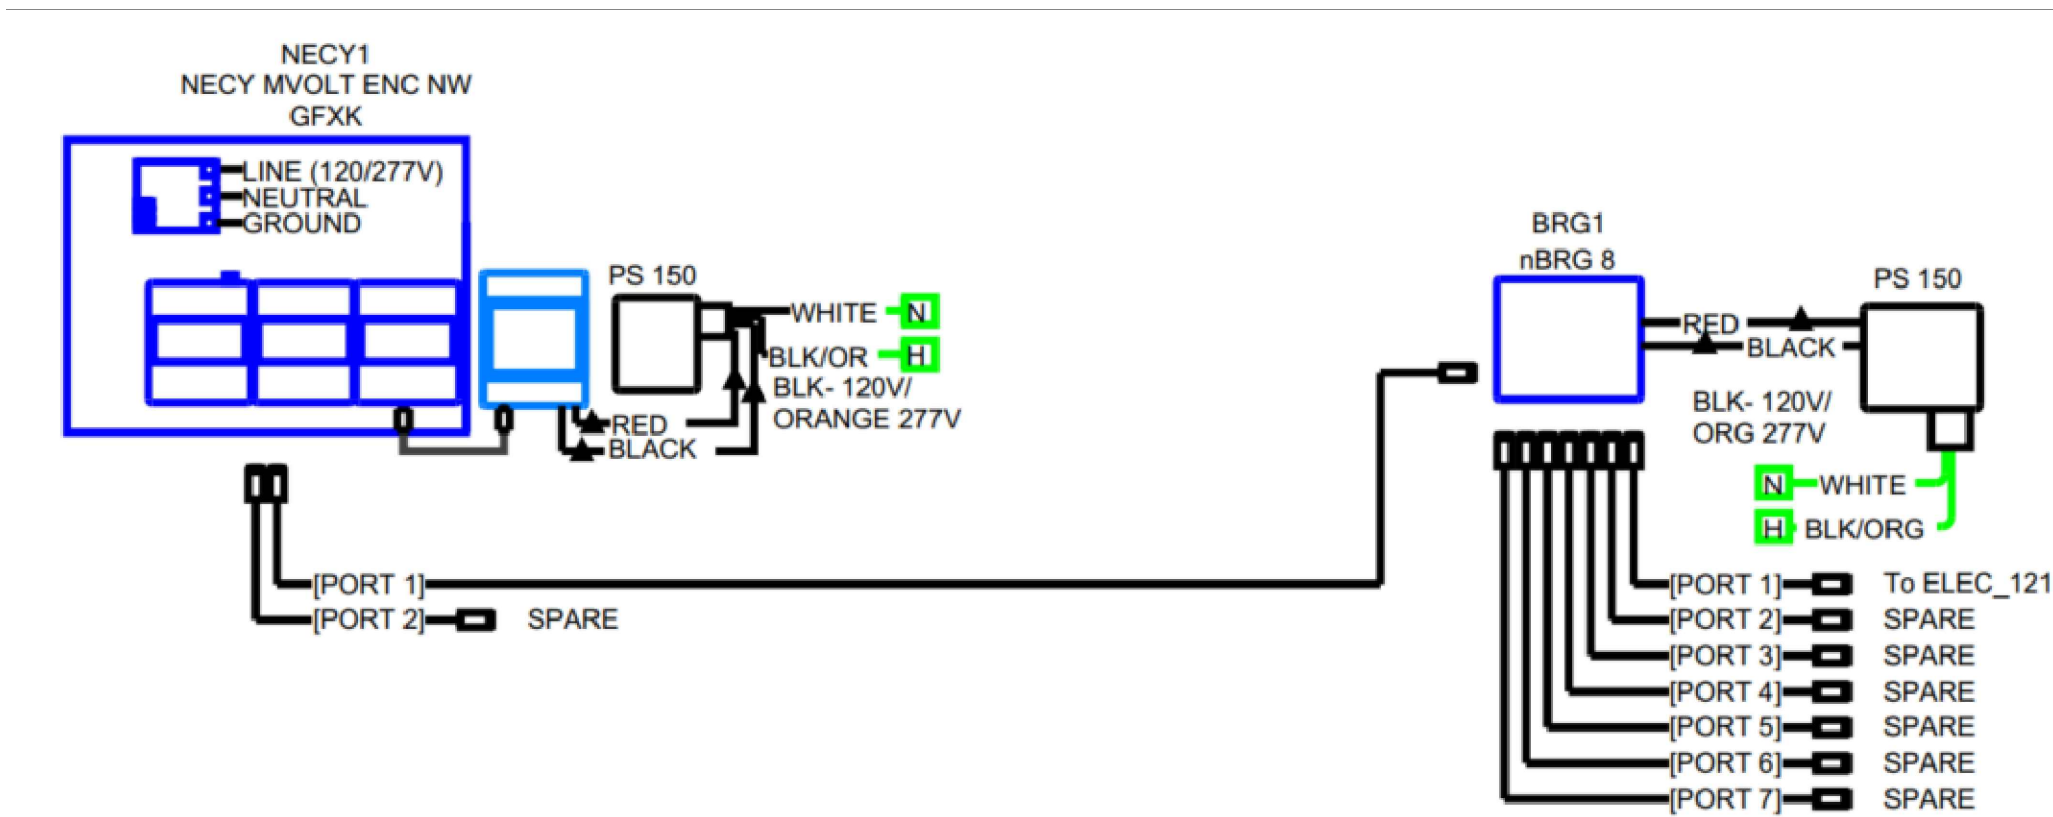 NECY1
NECY MVOLT ENC NW
GFXK
LINE (120/277V)
NEUTRAL
GROUND
PS 150
WHITE
N
BLK/OR
H
BLK- 120V/
ORANGE 277V
RED
BLACK
[PORT 1]
[PORT 2]
SPARE
BRG1
nBRG 8
PS 150
RED
BLACK
BLK- 120V/
ORG 277V
N
WHITE
H
BLK/ORG
[PORT 1]
To ELEC_121
[PORT 2]
SPARE
[PORT 3]
SPARE
[PORT 4]
SPARE
[PORT 5]
SPARE
[PORT 6]
SPARE
[PORT 7]
SPARE